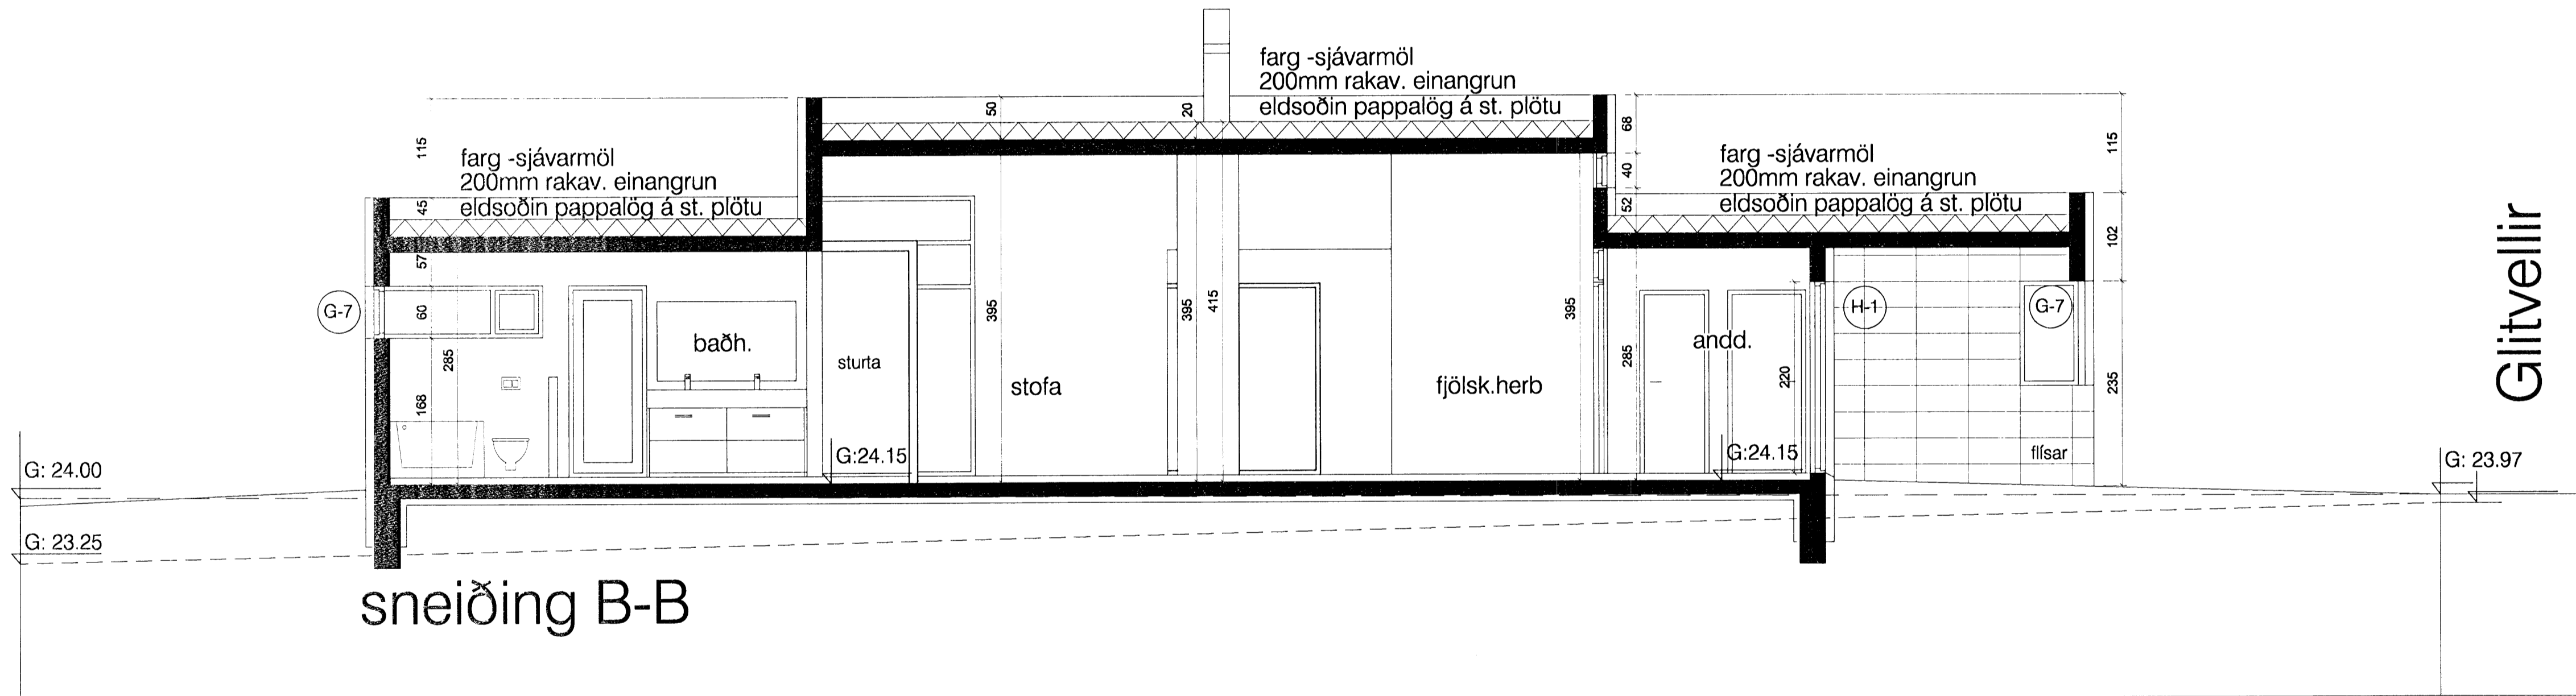 farg -sjávarmöl
200mm rakav. einangrun
eldsoðin pappalög á st. plötu
50
20
farg -sjávarmöl
200mm rakav. einangrun
eldsoðin pappalög á st. plötu
115
45
57
60
168
285
68
40
52
farg -sjávarmöl
200mm rakav. einangrun
eldsoðin pappalög á st. plötu
115
102
235
G-7
baðh.
sturta
stofa
395
395
415
fjölsk.herb
395
285
andd.
220
H-1
G-7
flísar
Glitvellir
G: 24.00
G: 23.25
G:24.15
G:24.15
G: 23.97
sneiðing B-B